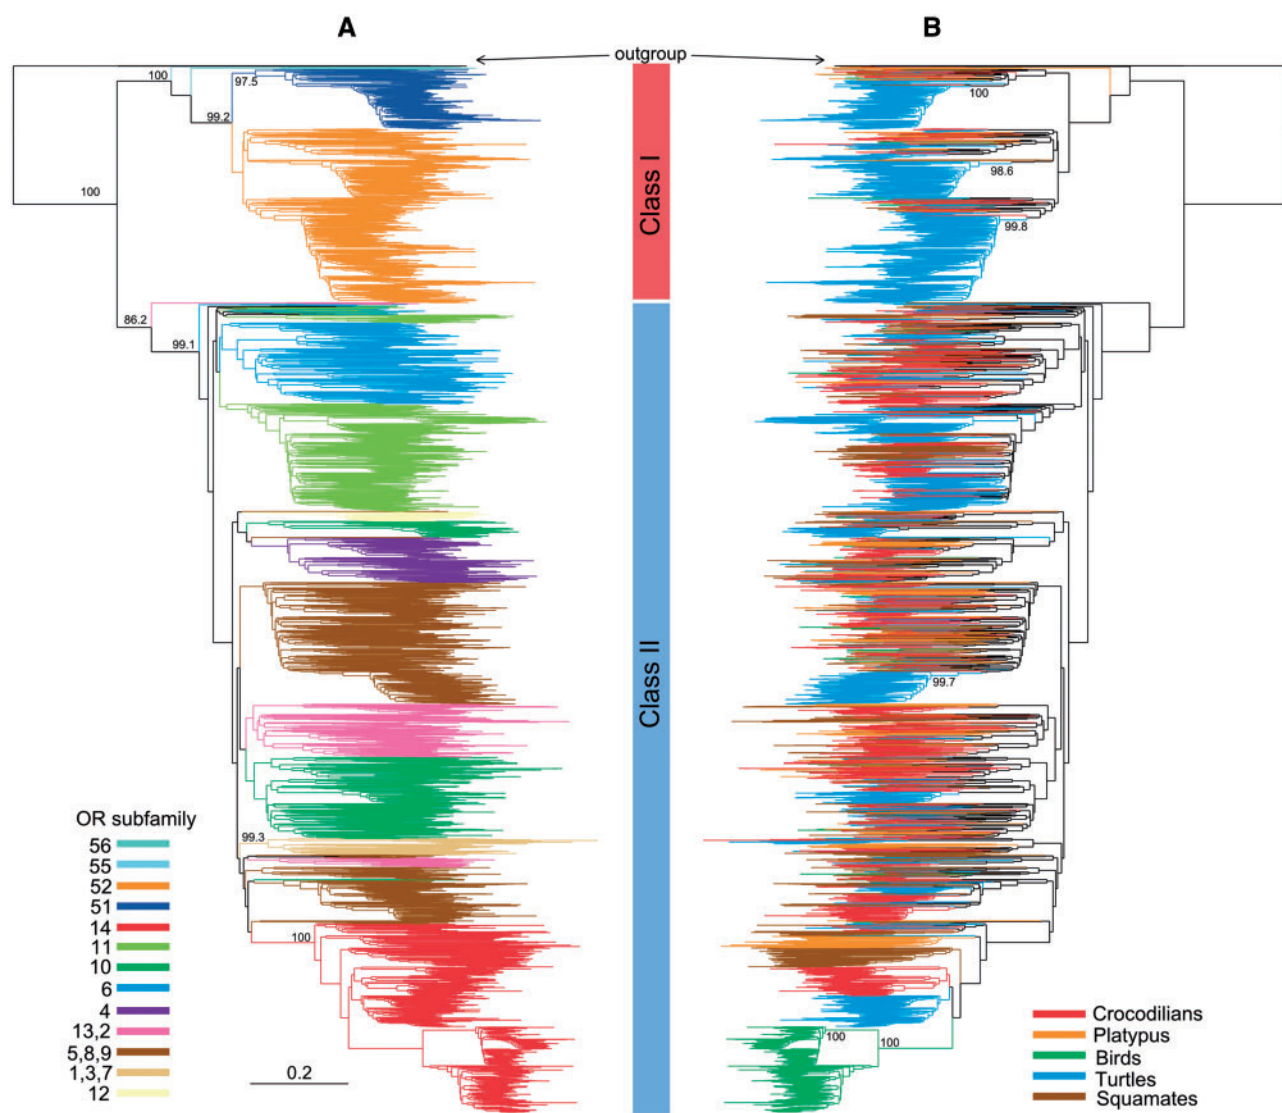 A
B
outgroup
100
97.5
99.2
100
86.2
99.1
99.3
100
Class I
Class II
100
98.6
99.8
99.7
100
100
OR subfamily
56
55
52
51
14
11
10
6
4
13,2
5,8,9
1,3,7
12
0.2
Crocodilians
Platypus
Birds
Turtles
Squamates